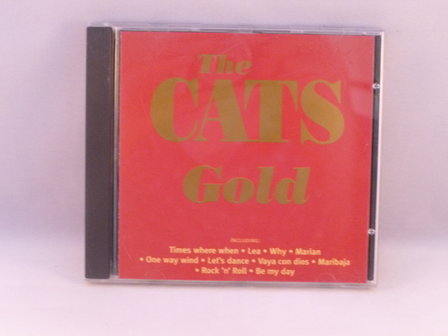 The
CATS
Gold
INCLUDING:
Times where when • Lea • Why • Marian
• One way wind • Let's dance • Vaya con dios • Maribaja
• Rock 'n' Roll • Be my day